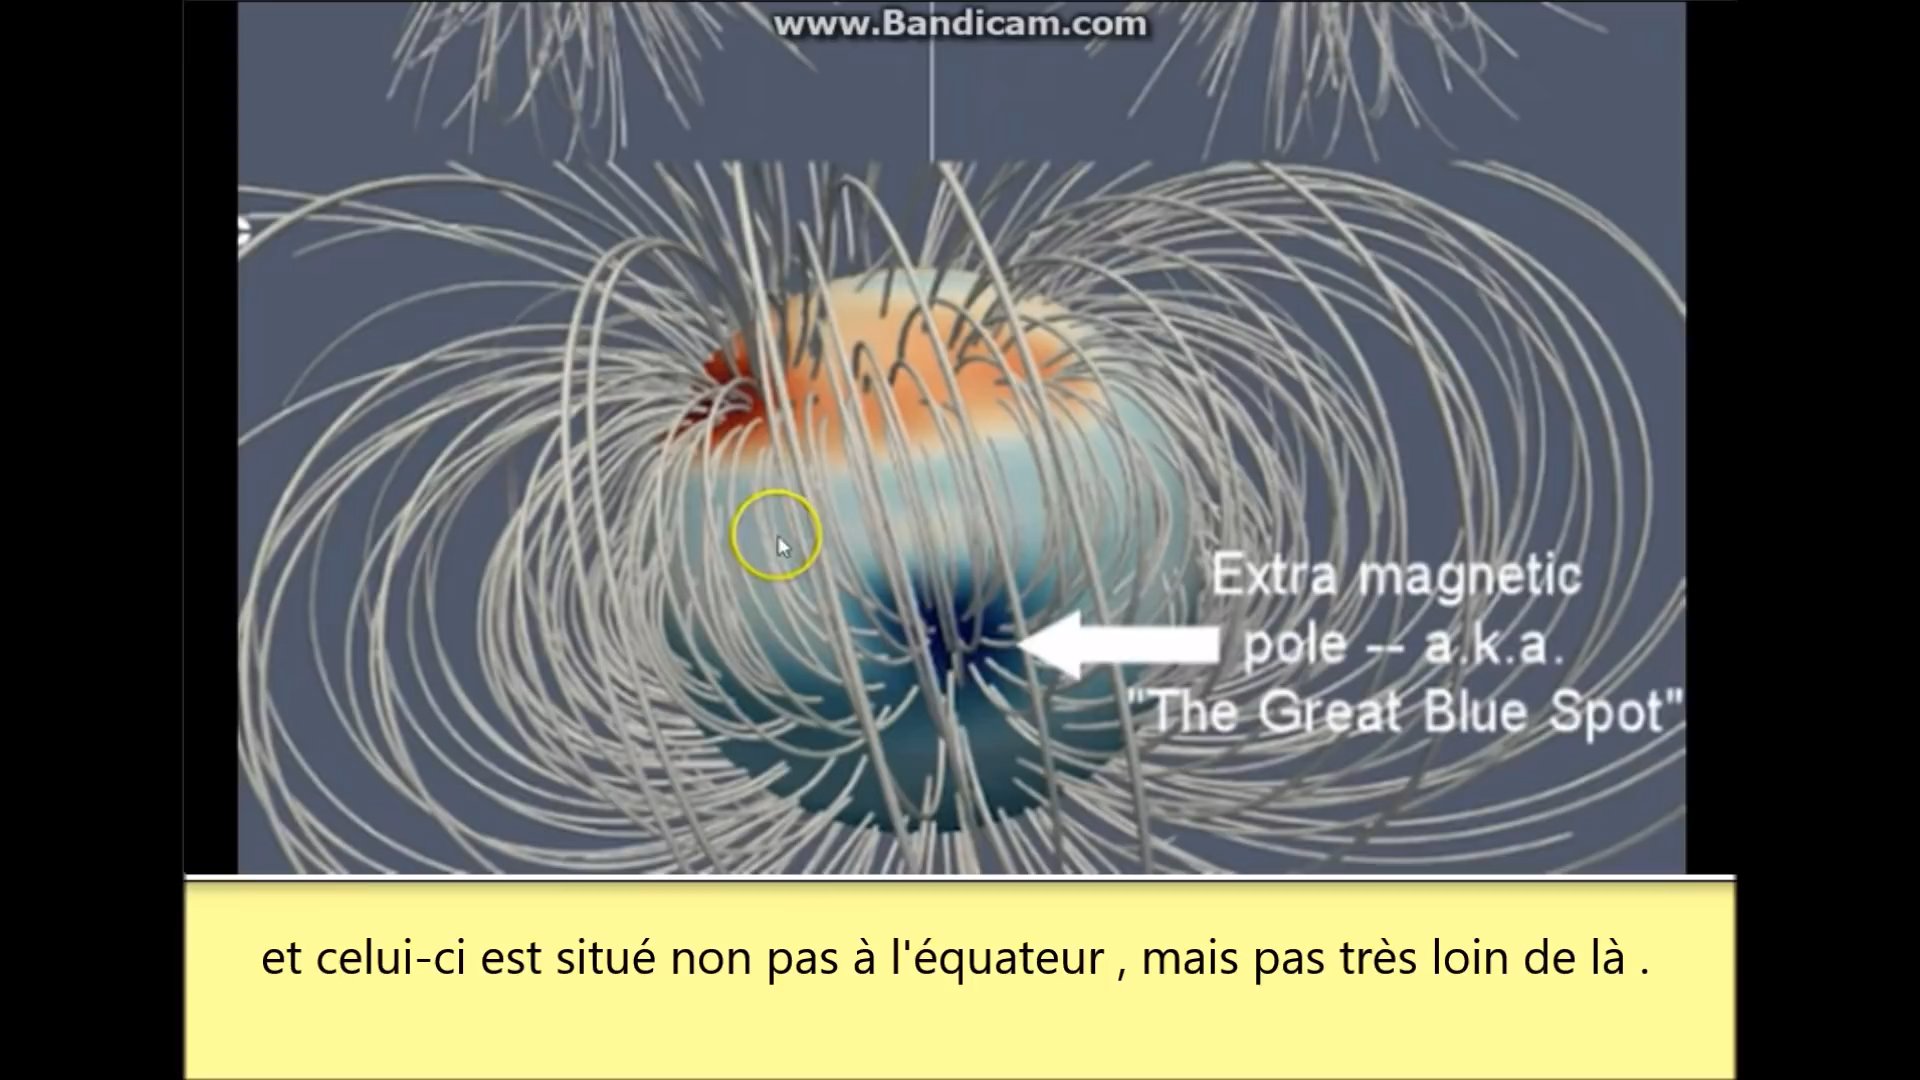 www.Bandicam.com
Extra magnetic
pole -- a.k.a.
"The Great Blue Spot"
et celui-ci est situé non pas à l'équateur , mais pas très loin de là .